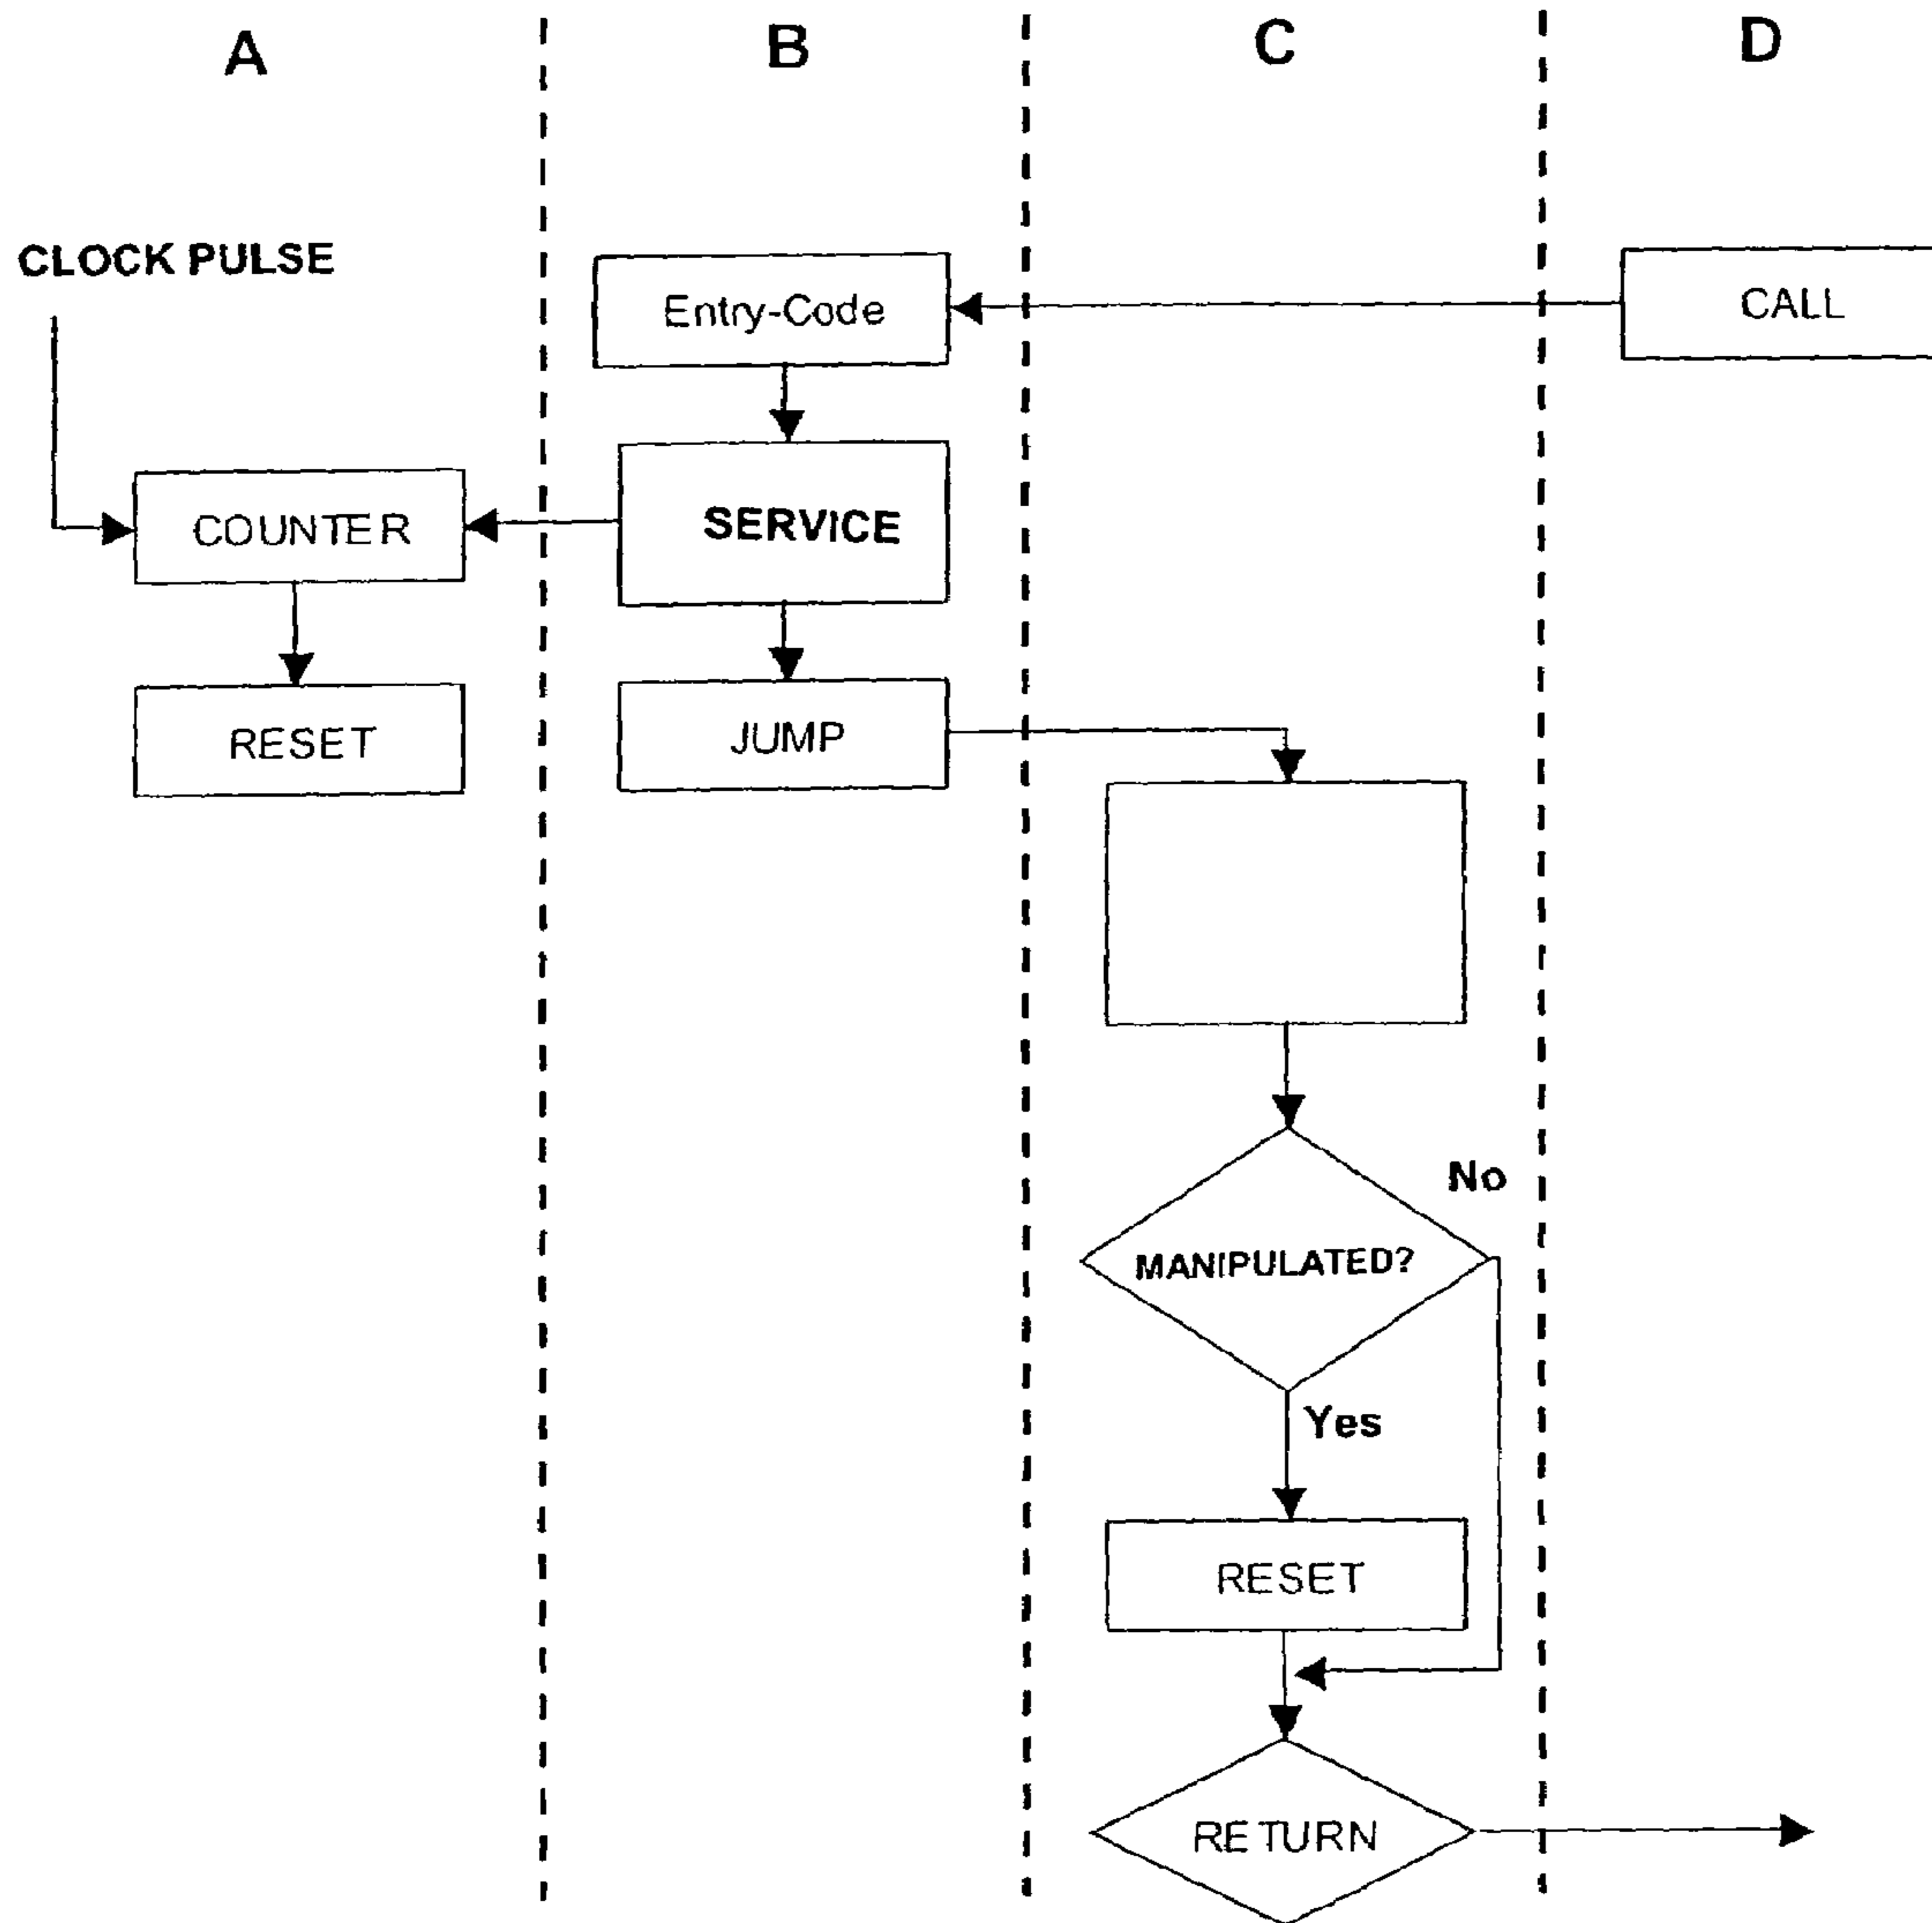 A
B
C
D
CLOCK PULSE
Entry-Code
CALL
COUNTER
SERVICE
RESET
JUMP
No
MANIPULATED?
Yes
RESET
RETURN